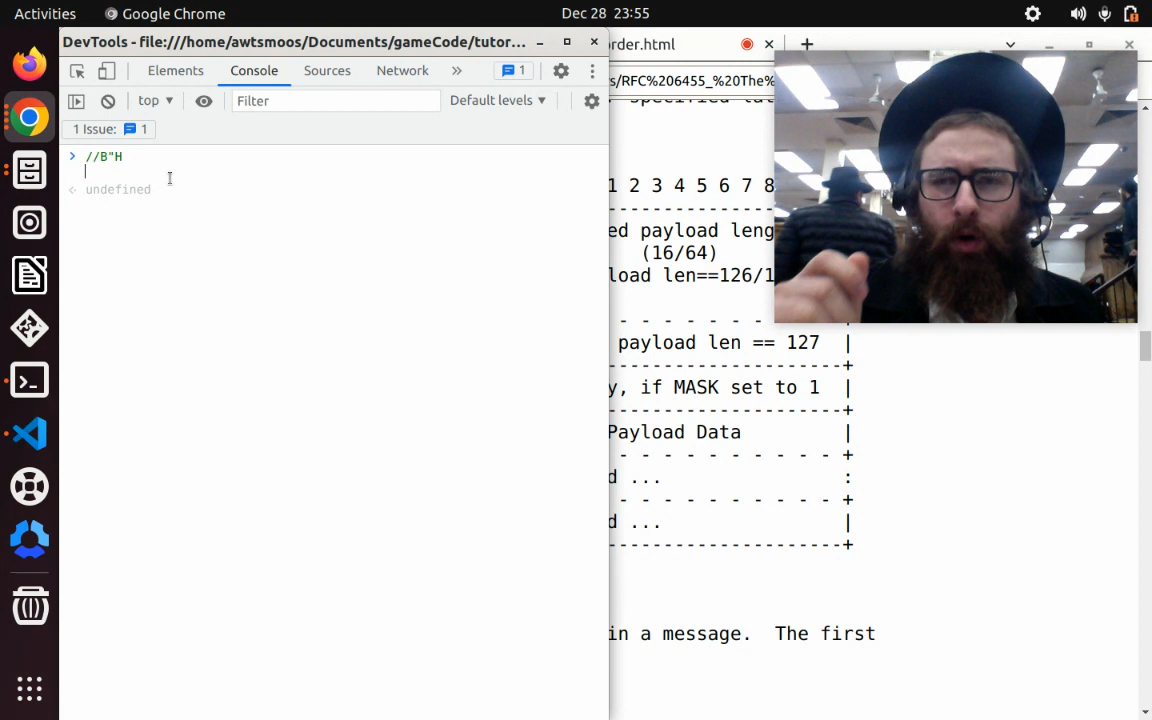 Activities
Google Chrome
Dec 28 23:55
DevTools - file:///home/awtsmoos/Documents/gameCode/tutor...
Elements
Console
Sources
Network
»
1
top ▾
Filter
Default levels ▾
1 Issue: 1
> //B"H
< undefined
rder.html
s/RFC%206455_%20The%
1 2 3 4 5 6 7 8
ed payload leng
(16/64)
load len==126/1
- - - - - - - +
payload len == 127 |
---------------------+
y, if MASK set to 1 |
---------------------+
Payload Data |
- - - - - - - - - - - +
d ... :
- - - - - - - - - - - +
d ... |
---------------------+
in a message. The first